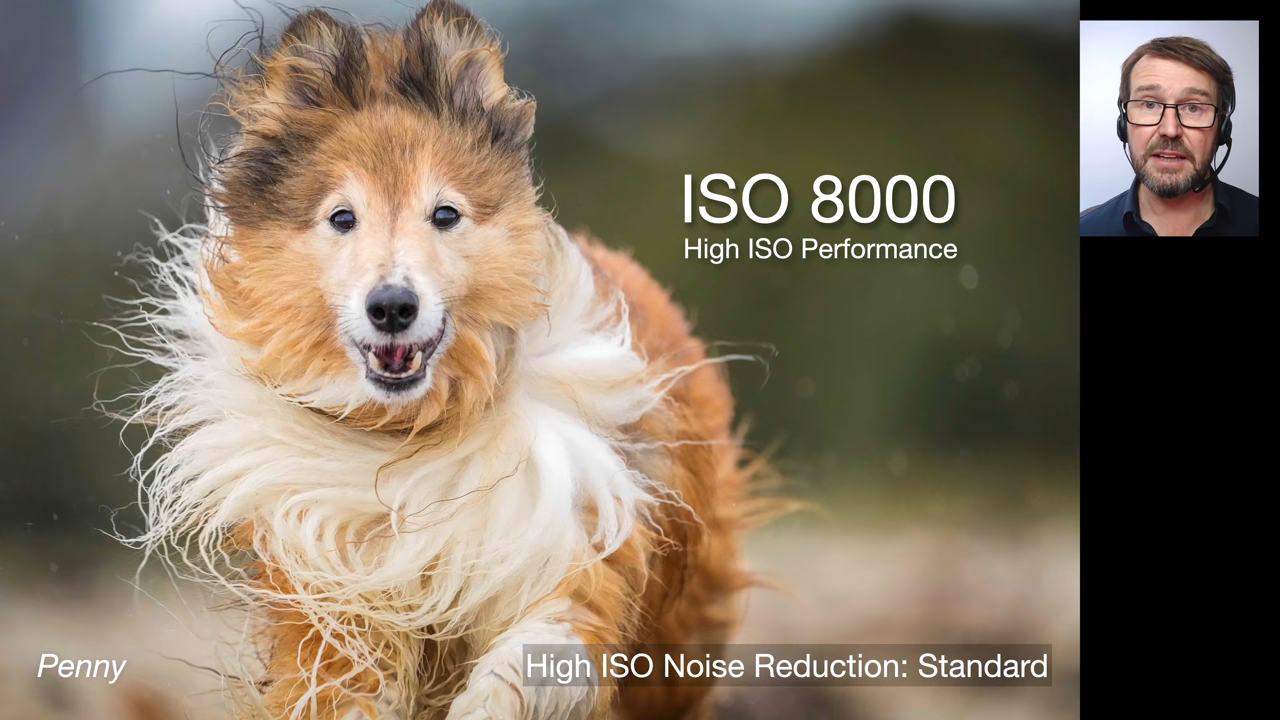 ISO 8000
High ISO Performance
Penny
High ISO Noise Reduction: Standard